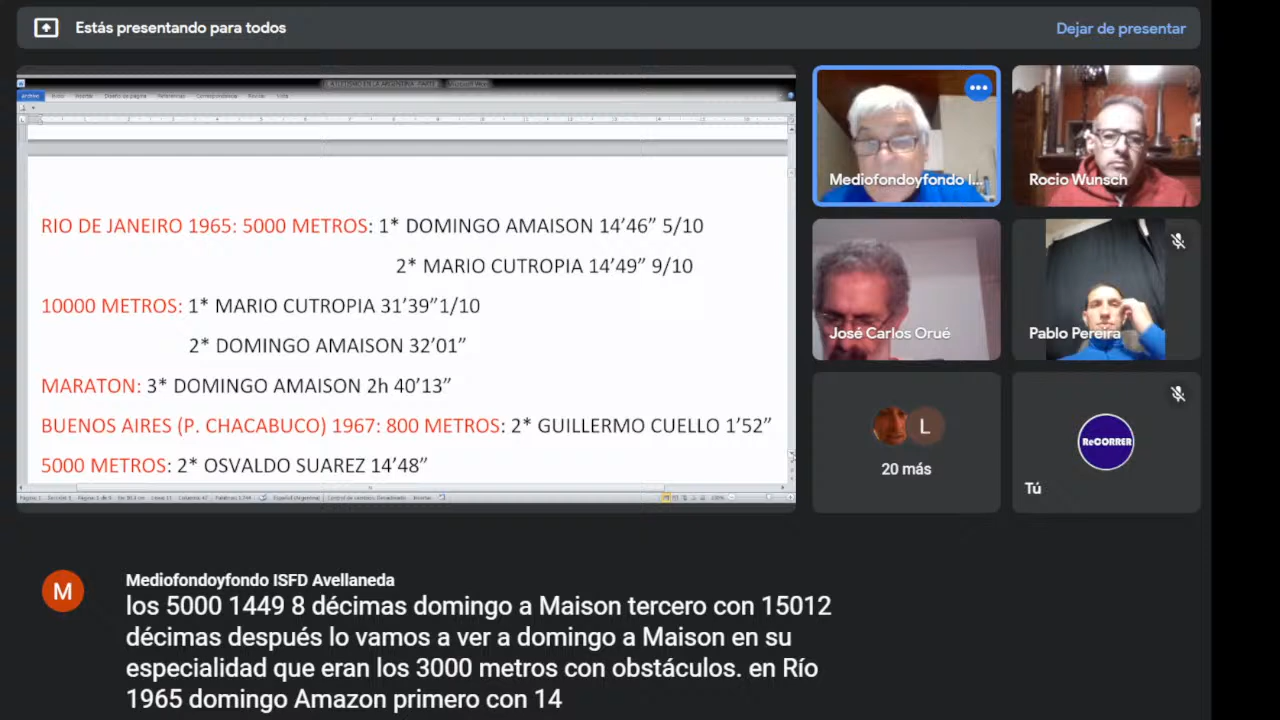 Estás presentando para todos
Dejar de presentar
RIO DE JANEIRO 1965: 5000 METROS: 1* DOMINGO AMAISON 14’46” 5/10
2* MARIO CUTROPIA 14’49” 9/10
10000 METROS: 1* MARIO CUTROPIA 31’39”1/10
2* DOMINGO AMAISON 32’01”
MARATON: 3* DOMINGO AMAISON 2h 40’13”
BUENOS AIRES (P. CHACABUCO) 1967: 800 METROS: 2* GUILLERMO CUELLO 1’52”
5000 METROS: 2* OSVALDO SUAREZ 14’48”
Mediofondoyfondo I...
Rocio Wunsch
José Carlos Orué
Pablo Pereira
L
20 más
ReCORRER
Tú
M
Mediofondoyfondo ISFD Avellaneda
los 5000 1449 8 décimas domingo a Maison tercero con 15012
décimas después lo vamos a ver a domingo a Maison en su
especialidad que eran los 3000 metros con obstáculos. en Río
1965 domingo Amazon primero con 14